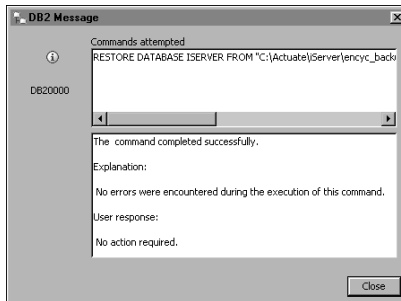 DB2 Message
Commands attempted
RESTORE DATABASE ISERVER FROM "C:\Actuate\iServer\encyc_back
DB20000
The command completed successfully.
Explanation:
No errors were encountered during the execution of this command.
User response:
No action required.
Close